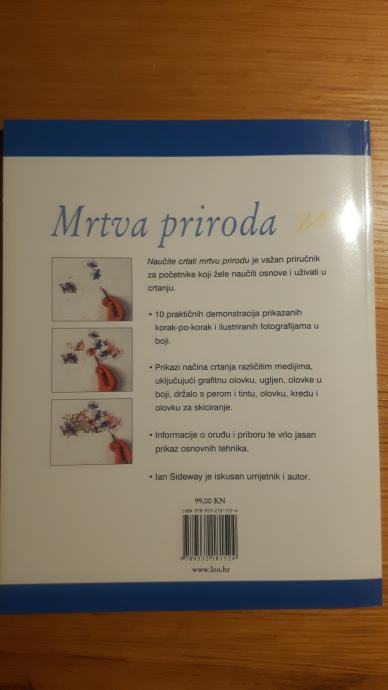 Mrtva priroda
Naučite crtati mrtvu prirodu je važan priručnik
za početnike koji žele naučiti osnove i uživati u
crtanju.
• 10 praktičnih demonstracija prikazanih
korak-po-korak i ilustriranih fotografijama u
boji.
• Prikazi načina crtanja različitim medijima,
uključujući grafitnu olovku, ugljen, olovke u
boji, držalo s perom i tintu, olovku, kredu i
olovku za skiciranje.
• Informacije o oruđu i priboru te vrlo jasan
prikaz osnovnih tehnika.
• Ian Sideway je iskusan umjetnik i autor.
99,00 KN
www.leo.hr